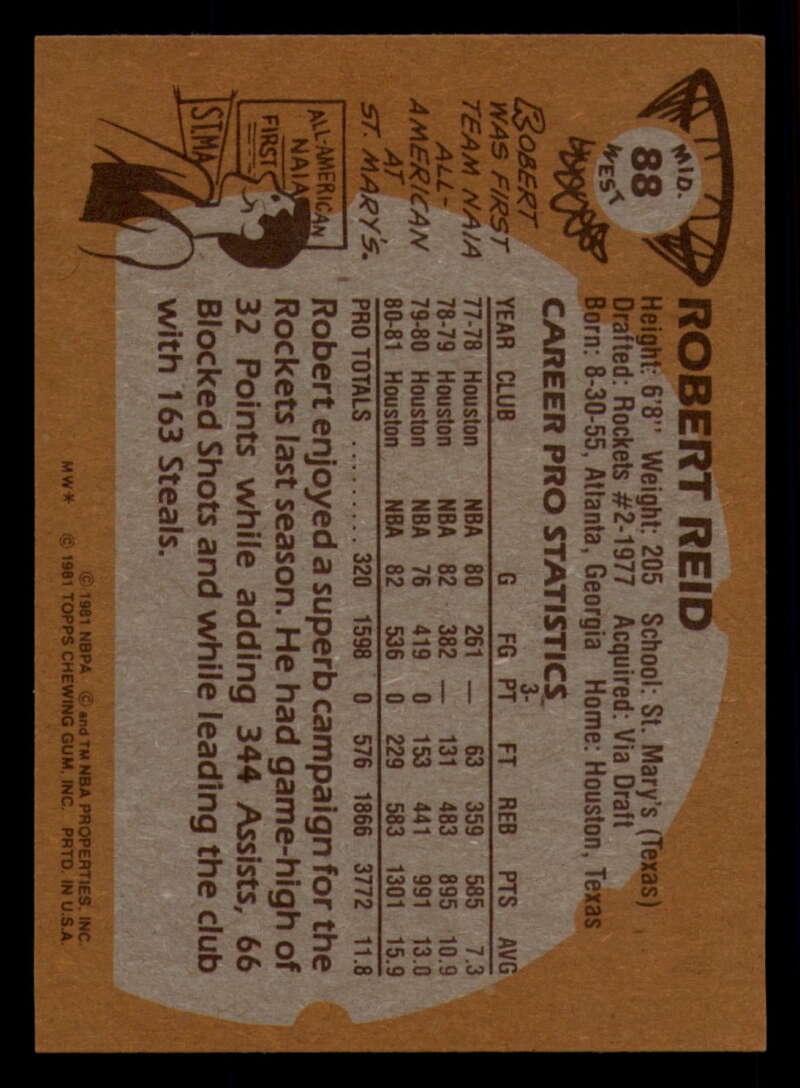 MID.
88
WEST
ROBERT REID
Height: 6'8" Weight: 205 School: St. Mary's (Texas)
Drafted: Rockets #2-1977 Acquired: Via Draft
Born: 8-30-55, Atlanta, Georgia Home: Houston, Texas
ROBERT
WAS FIRST
TEAM NAIA
ALL-
AMERICAN
AT
ST. MARY'S.
ALL-AMERICAN
NAIA
FIRST
ST.MA
CAREER PRO STATISTICS
YEAR CLUB G FG 3-PT FT REB PTS AVG
77-78 Houston NBA 80 261 — 63 359 585 7.3
78-79 Houston NBA 82 382 — 131 483 895 10.9
79-80 Houston NBA 76 419 0 153 441 991 13.0
80-81 Houston NBA 82 536 0 229 583 1301 15.9
PRO TOTALS ......... 320 1598 0 576 1866 3772 11.8
Robert enjoyed a superb campaign for the
Rockets last season. He had game-high of
32 Points while adding 344 Assists, 66
Blocked Shots and while leading the club
with 163 Steals.
© 1981 NBPA © and TM NBA PROPERTIES, INC.
MW* © 1981 TOPPS CHEWING GUM, INC. PRTD. IN U.S.A.